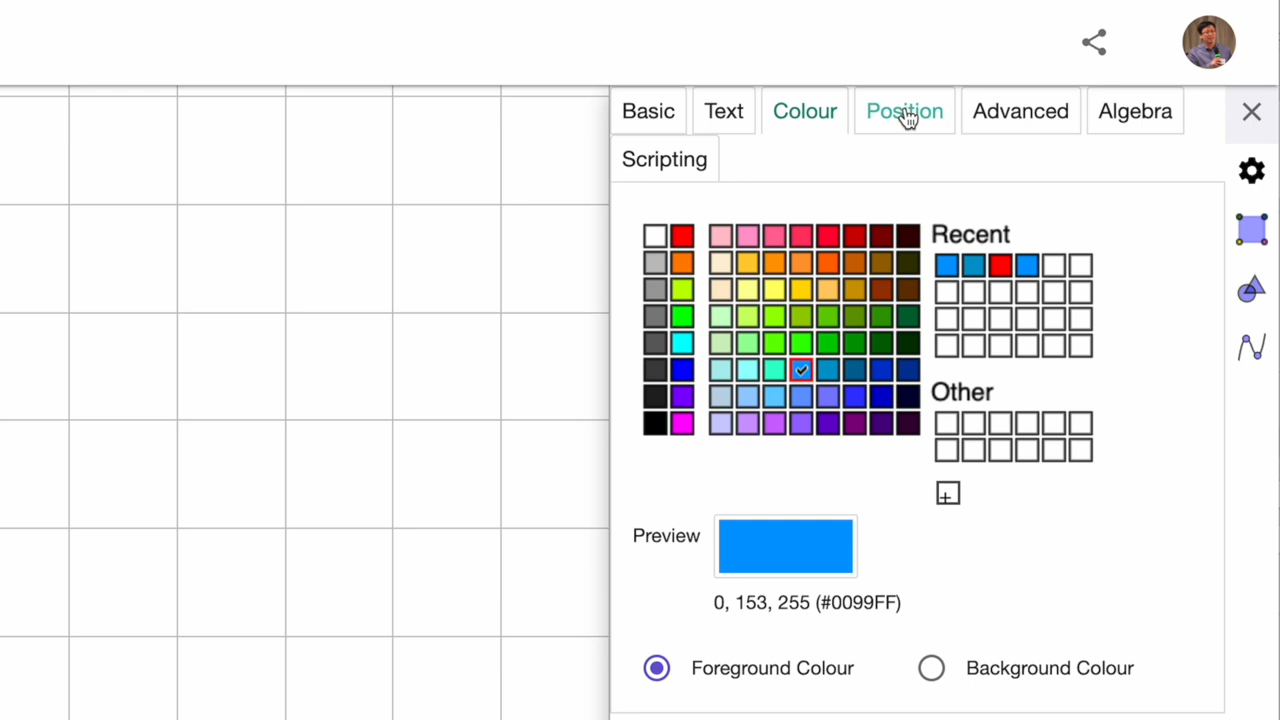 Basic Text Colour Position Advanced Algebra
Scripting
Recent
Other
Preview
0, 153, 255 (#0099FF)
Foreground Colour Background Colour